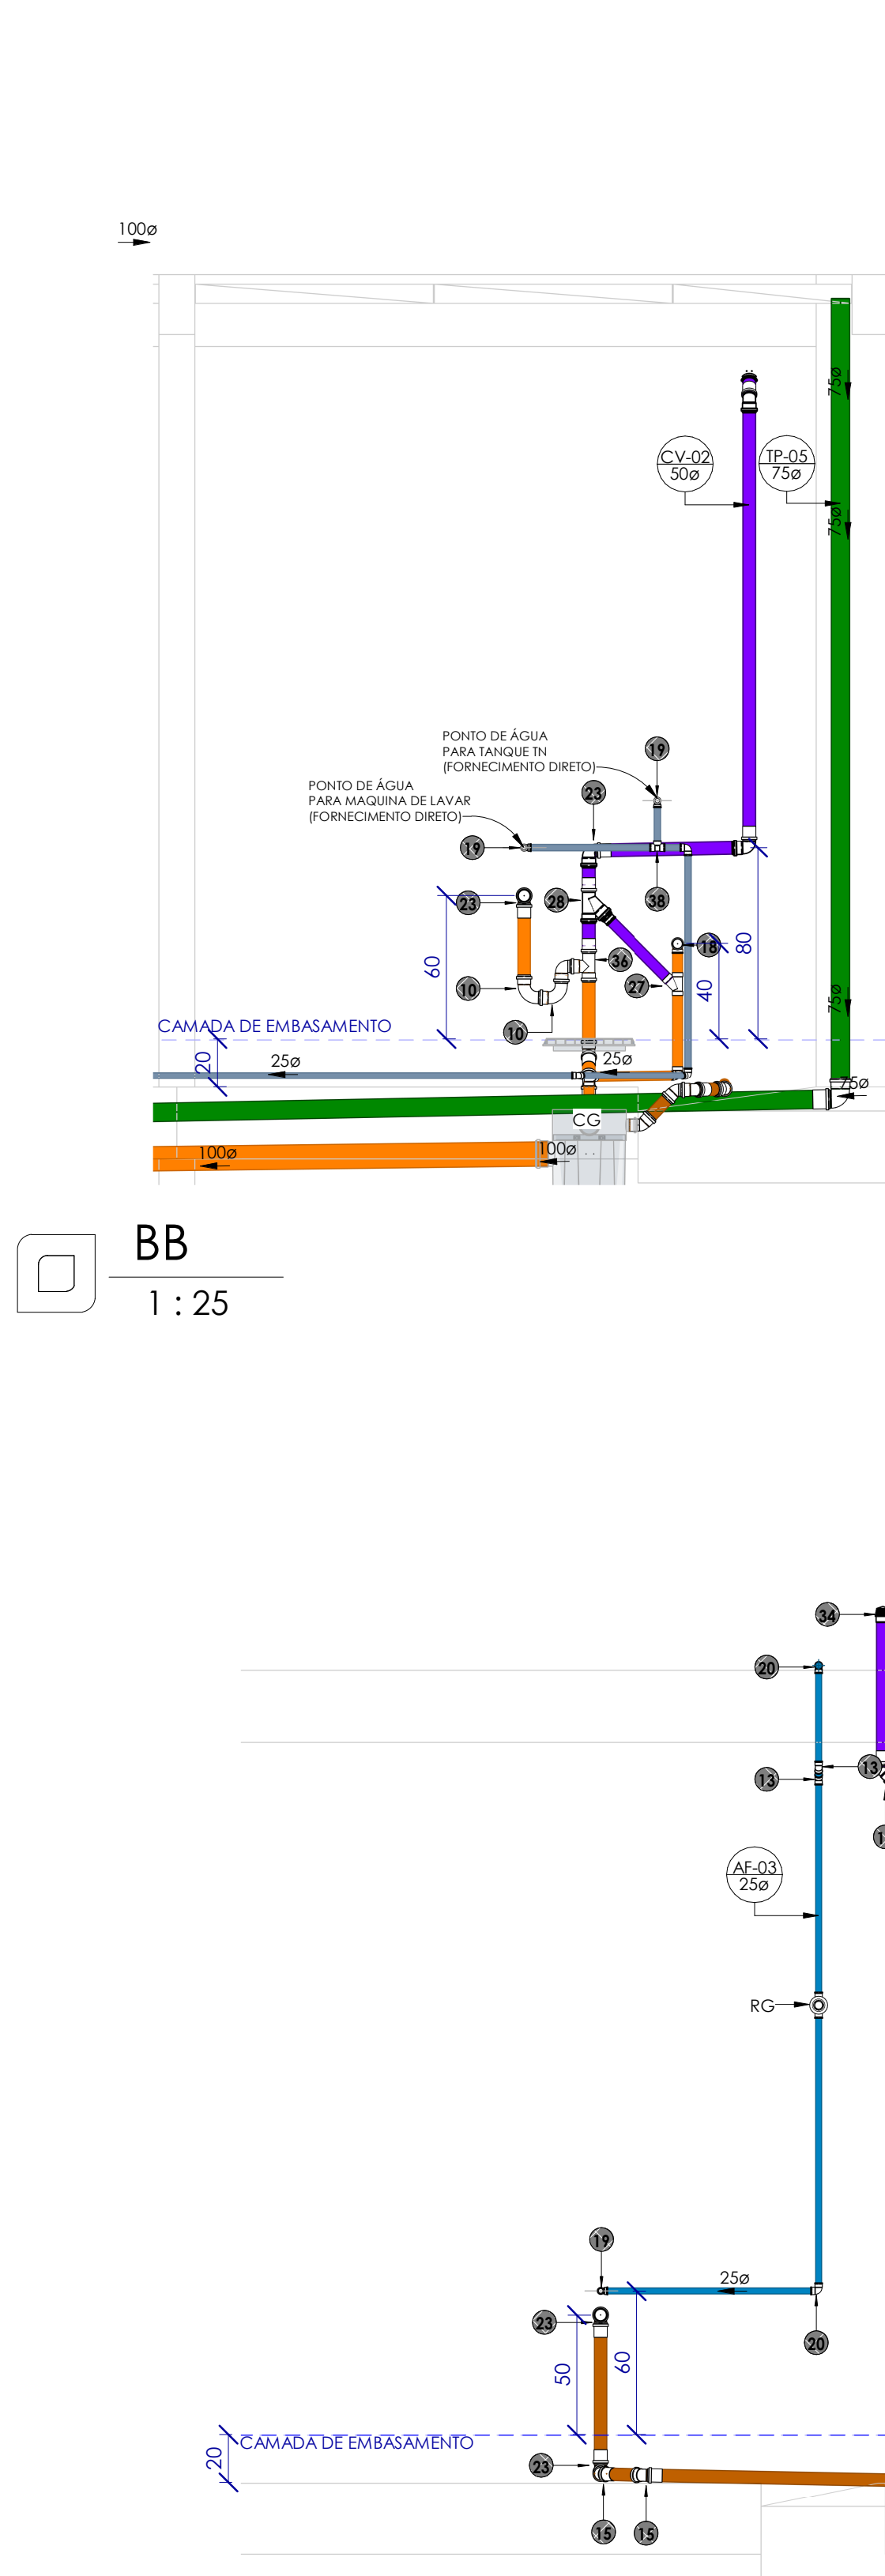 100ø
75ø
CV-02
50ø
TP-05
75ø
75ø
PONTO DE ÁGUA
PARA TANQUE TN
(FORNECIMENTO DIRETO)
19
PONTO DE ÁGUA
PARA MAQUINA DE LAVAR
(FORNECIMENTO DIRETO)
23
19
23
28
38
18
80
60
36
10
27
40
75ø
CAMADA DE EMBASAMENTO
10
20
25ø
25ø
75ø
CG
100ø
100ø
BB
1 : 25
34
20
13
13
AF-03
25ø
RG
19
25ø
23
20
50
60
CAMADA DE EMBASAMENTO
20
23
15
15